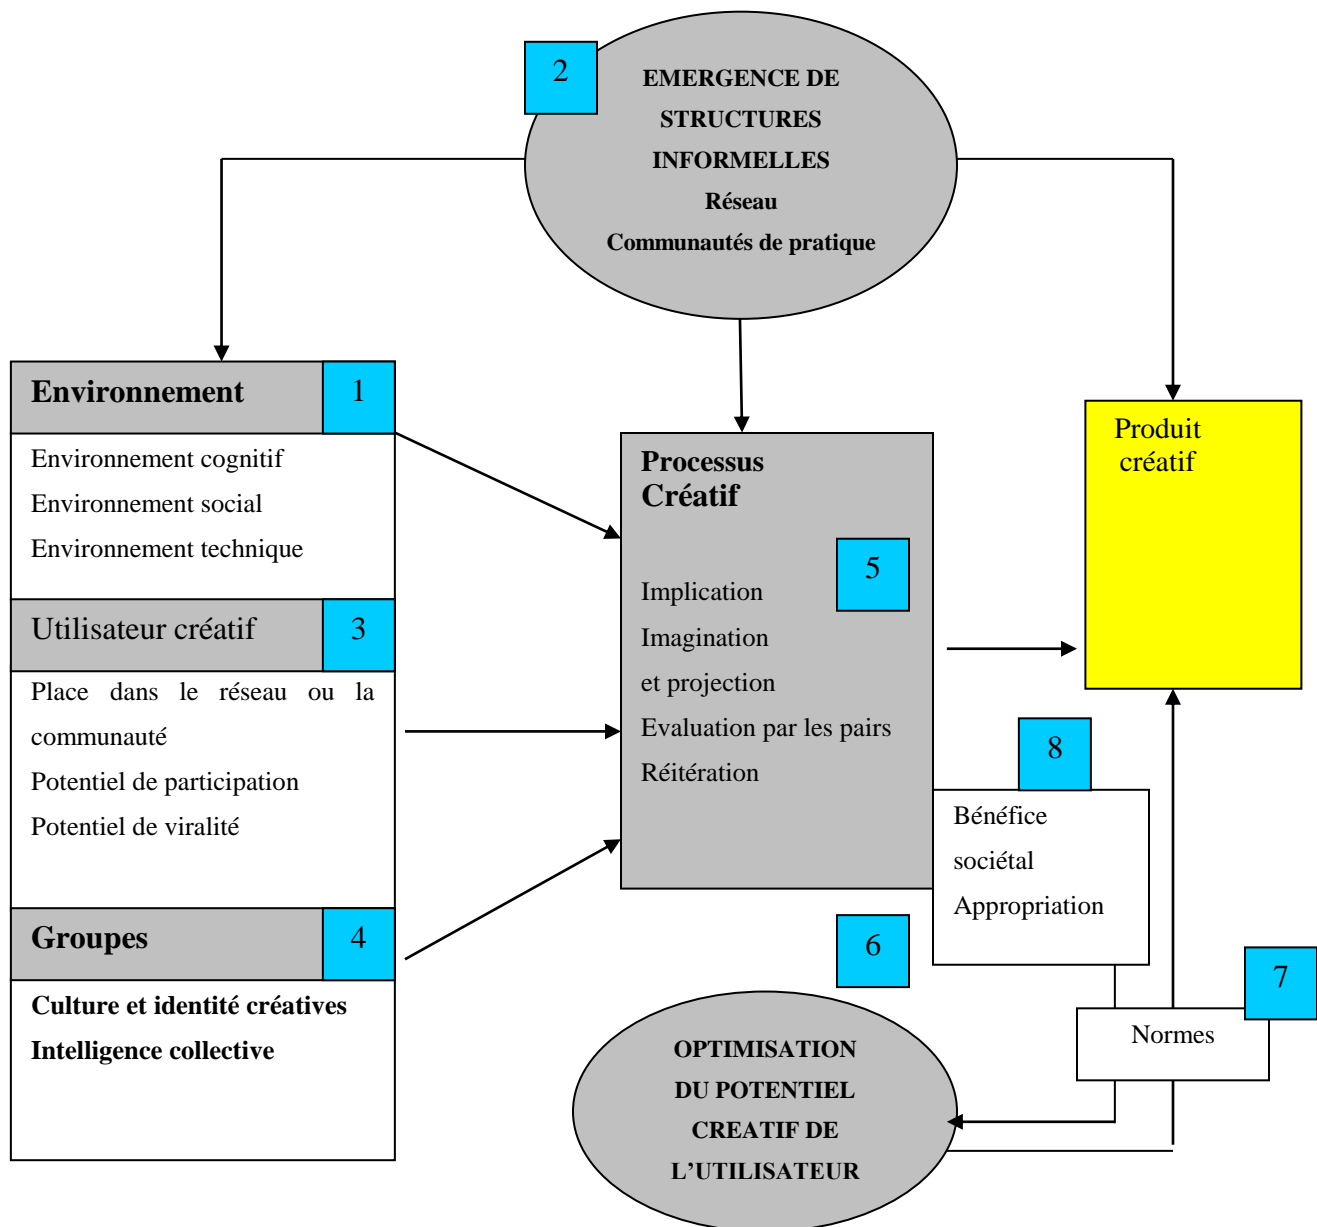 2
EMERGENCE DE
STRUCTURES
INFORMELLES
Réseau
Communautés de pratique
Environnement
1
Environnement cognitif
Environnement social
Environnement technique
Utilisateur créatif
3
Place dans le réseau ou la
communauté
Potentiel de participation
Potentiel de viralité
Groupes
4
Culture et identité créatives
Intelligence collective
Processus
Créatif
5
Implication
Imagination
et projection
Evaluation par les pairs
Réitération
Produit
créatif
8
Bénéfice
sociétal
Appropriation
6
7
Normes
OPTIMISATION
DU POTENTIEL
CREATIF DE
L’UTILISATEUR